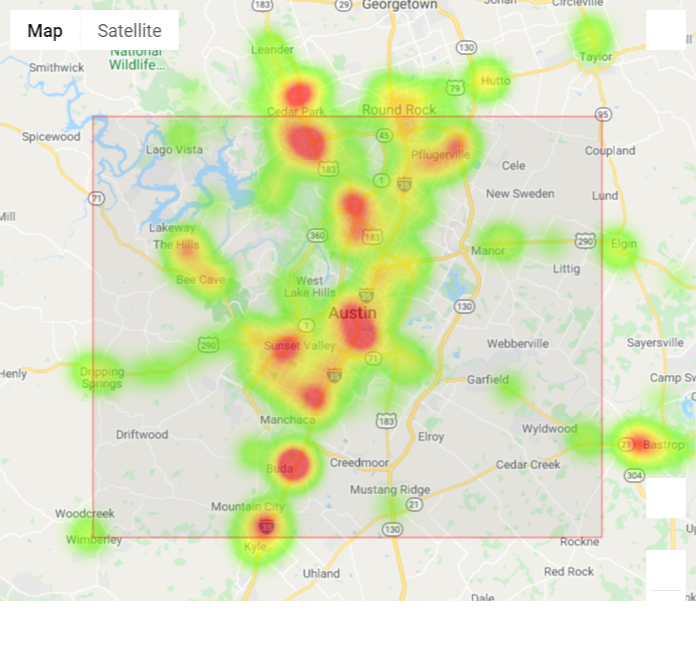 Map
Satellite
183
29
Georgetown
Circleville
Leander
130
National
Wildlife...
Smithwick
Taylor
79
Hutto
Cedar Park
Round Rock
95
Spicewood
45
Lago Vista
Pflugerville
Coupland
183
Cele
1
35
71
New Sweden
Lund
Lakeway
360
183
The Hills
290
Elgin
Manor
Bee Cave
Littig
West
Lake Hills
35
130
Austin
1
290
Sunset Valley
Webberville
Sayersville
71
Dripping
Springs
35
Garfield
Camp Sw
Manchaca
183
Wyldwood
Driftwood
Elroy
21
Bastrop
Buda
Creedmoor
Cedar Creek
304
Mustang Ridge
Mountain City
21
Woodcreek
35
130
Wimberley
Kyle
Rockne
Uhland
Red Rock
Dale